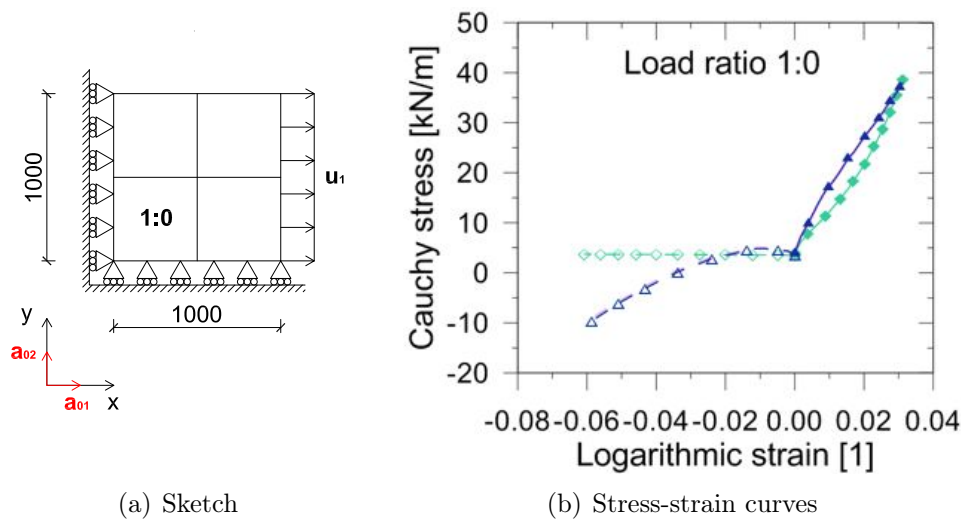 1000
1:0
u₁
1000
y
a₀₂
a₀₁
x
(a) Sketch
50
40
30
20
10
0
-10
-20
Cauchy stress [kN/m]
Load ratio 1:0
-0.08 -0.06 -0.04 -0.02 0.00 0.02 0.04
Logarithmic strain [1]
(b) Stress-strain curves